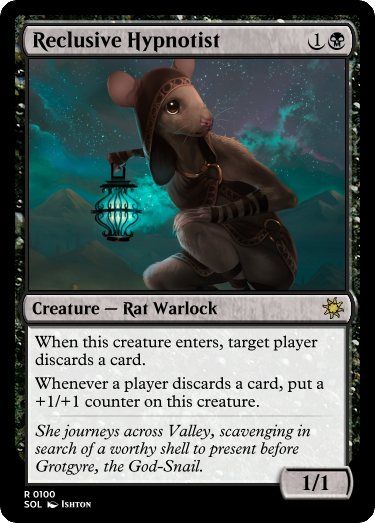 Reclusive Hypnotist 1
Creature — Rat Warlock
When this creature enters, target player
discards a card.
Whenever a player discards a card, put a
+1/+1 counter on this creature.
She journeys across Valley, scavenging in
search of a worthy shell to present before
Grotgyre, the God-Snail.
1/1
R 0100
SOL Ishton